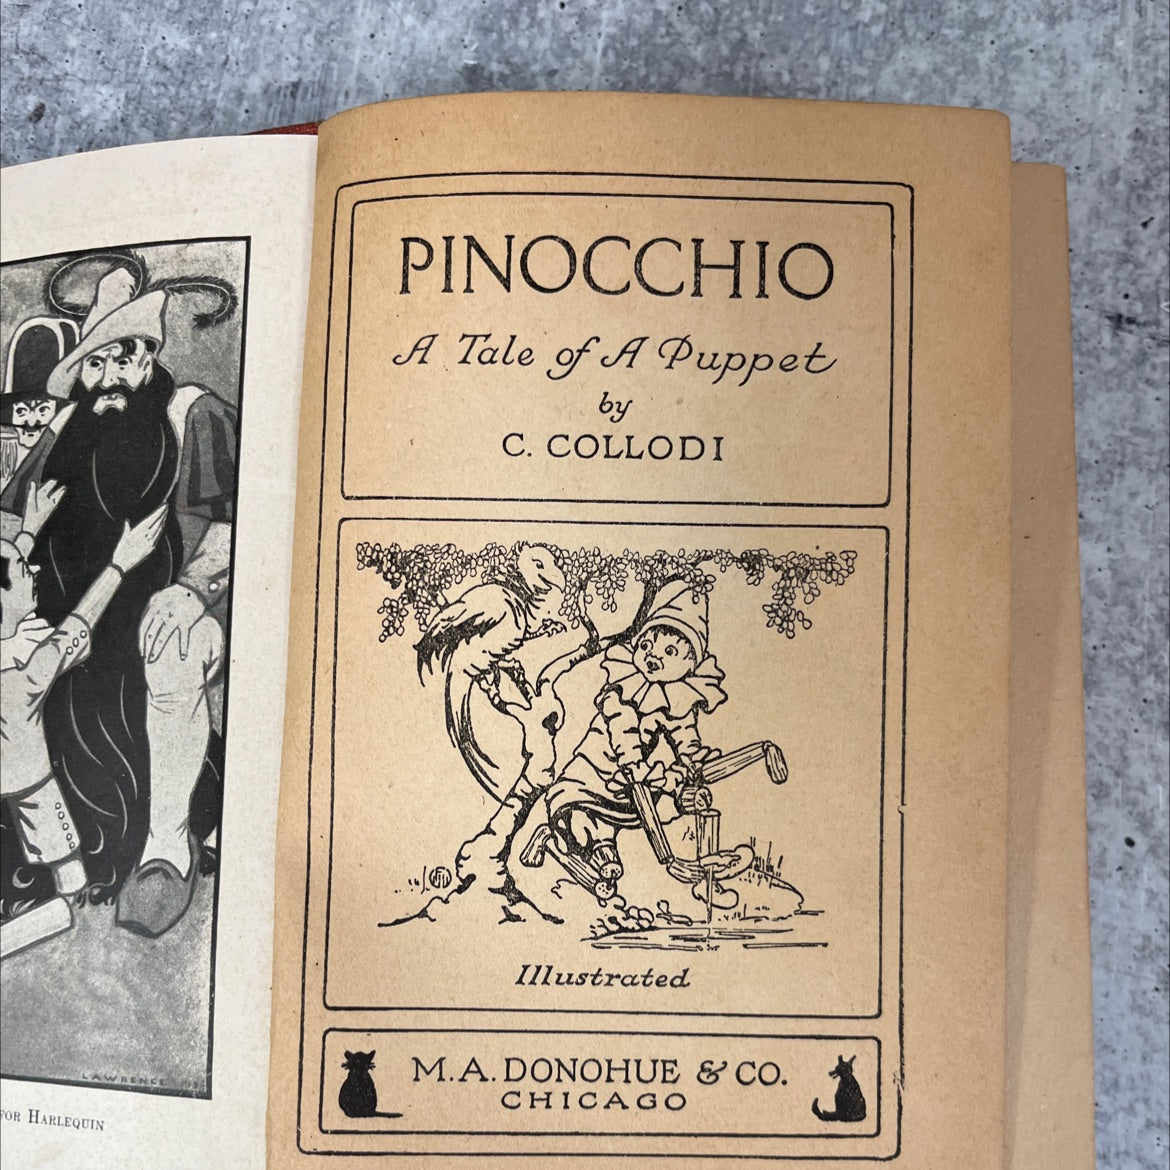 LAWRENCE
FOR HARLEQUIN
PINOCCHIO
A Tale of A Puppet
by
C. COLLODI
Illustrated
M. A. DONOHUE & CO.
CHICAGO